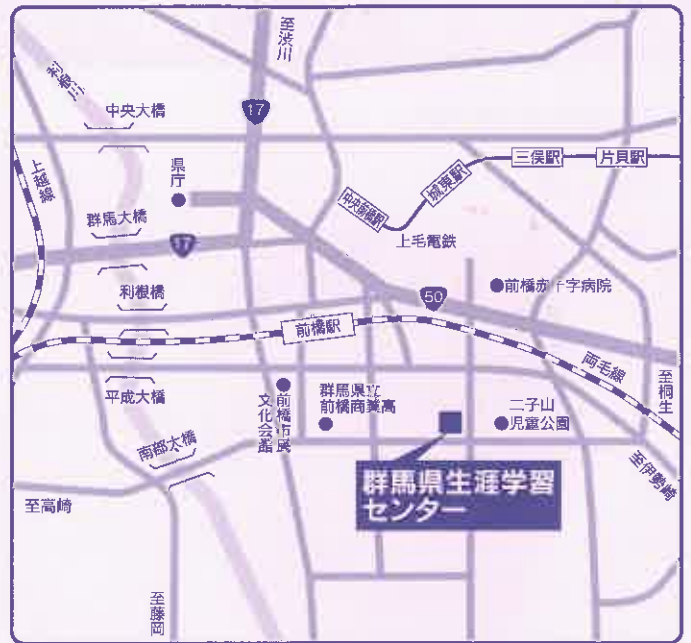 至渋川
利根川
17
中央大橋
上越線
県庁
三俣駅
片貝駅
城東駅
中央前橋駅
上毛電鉄
群馬大橋
17
利根橋
50
前橋赤十字病院
前橋駅
両毛線
至桐生
平成大橋
前橋市民
文化会館
群馬県立
前橋商業高
二子山
児童公園
南部大橋
至伊勢崎
群馬県生涯学習
センター
至高崎
至藤岡